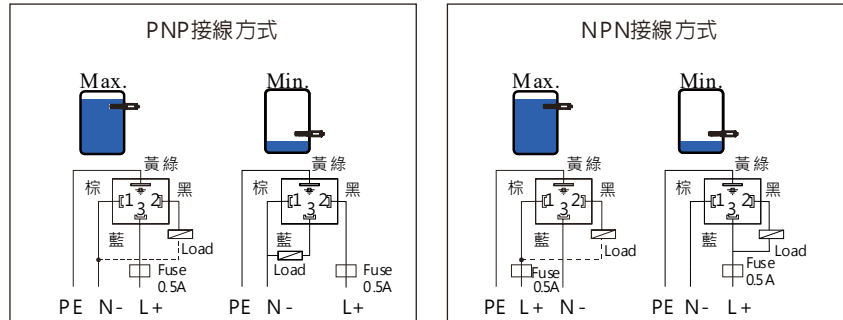 PNP接線方式
Max.
Min.
黃綠
棕
1
2
3
黑
藍
Load
Fuse
0.5A
PE N- L+
黃綠
棕
1
2
3
黑
藍
Load
Fuse
0.5A
PE N- L+
NPN接線方式
Max.
Min.
黃綠
棕
1
2
3
黑
藍
Load
Fuse
0.5A
PE L+ N-
黃綠
棕
1
2
3
黑
藍
Load
Fuse
0.5A
PE N- L+